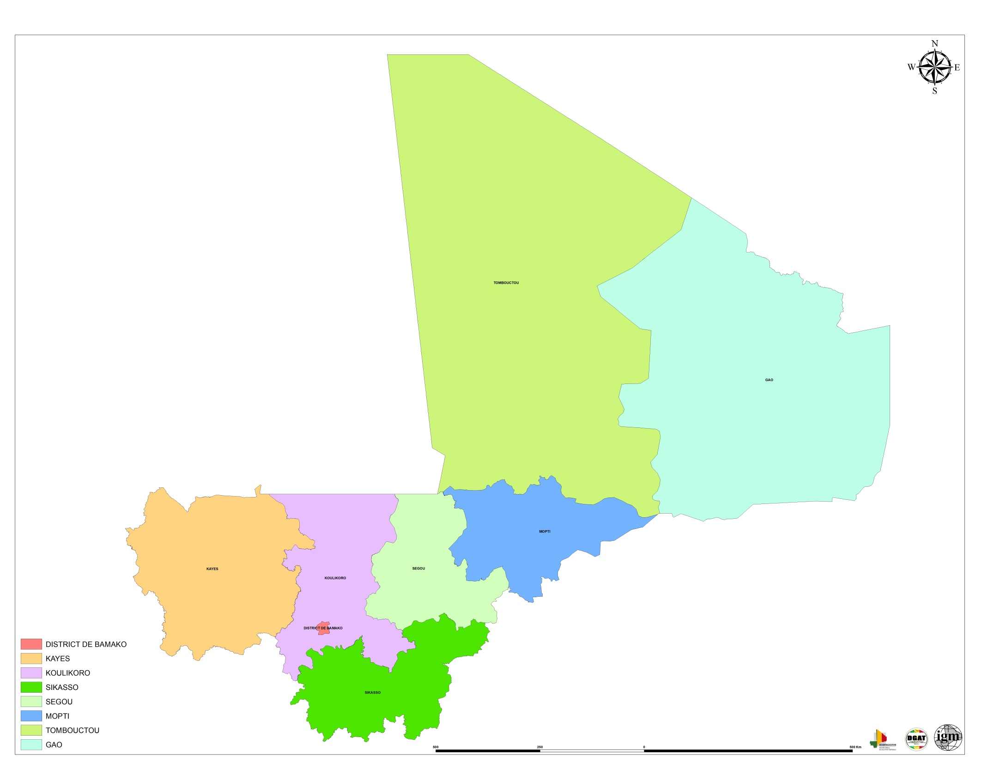 N
W E
S
TOMBOUCTOU
GAO
MOPTI
KAYES
SEGOU
KOULIKORO
DISTRICT DE BAMAKO
SIKASSO
DISTRICT DE BAMAKO
KAYES
KOULIKORO
SIKASSO
SEGOU
MOPTI
TOMBOUCTOU
GAO
500 250 0 500 Km
DECENTRALISATION
DGAT
igm